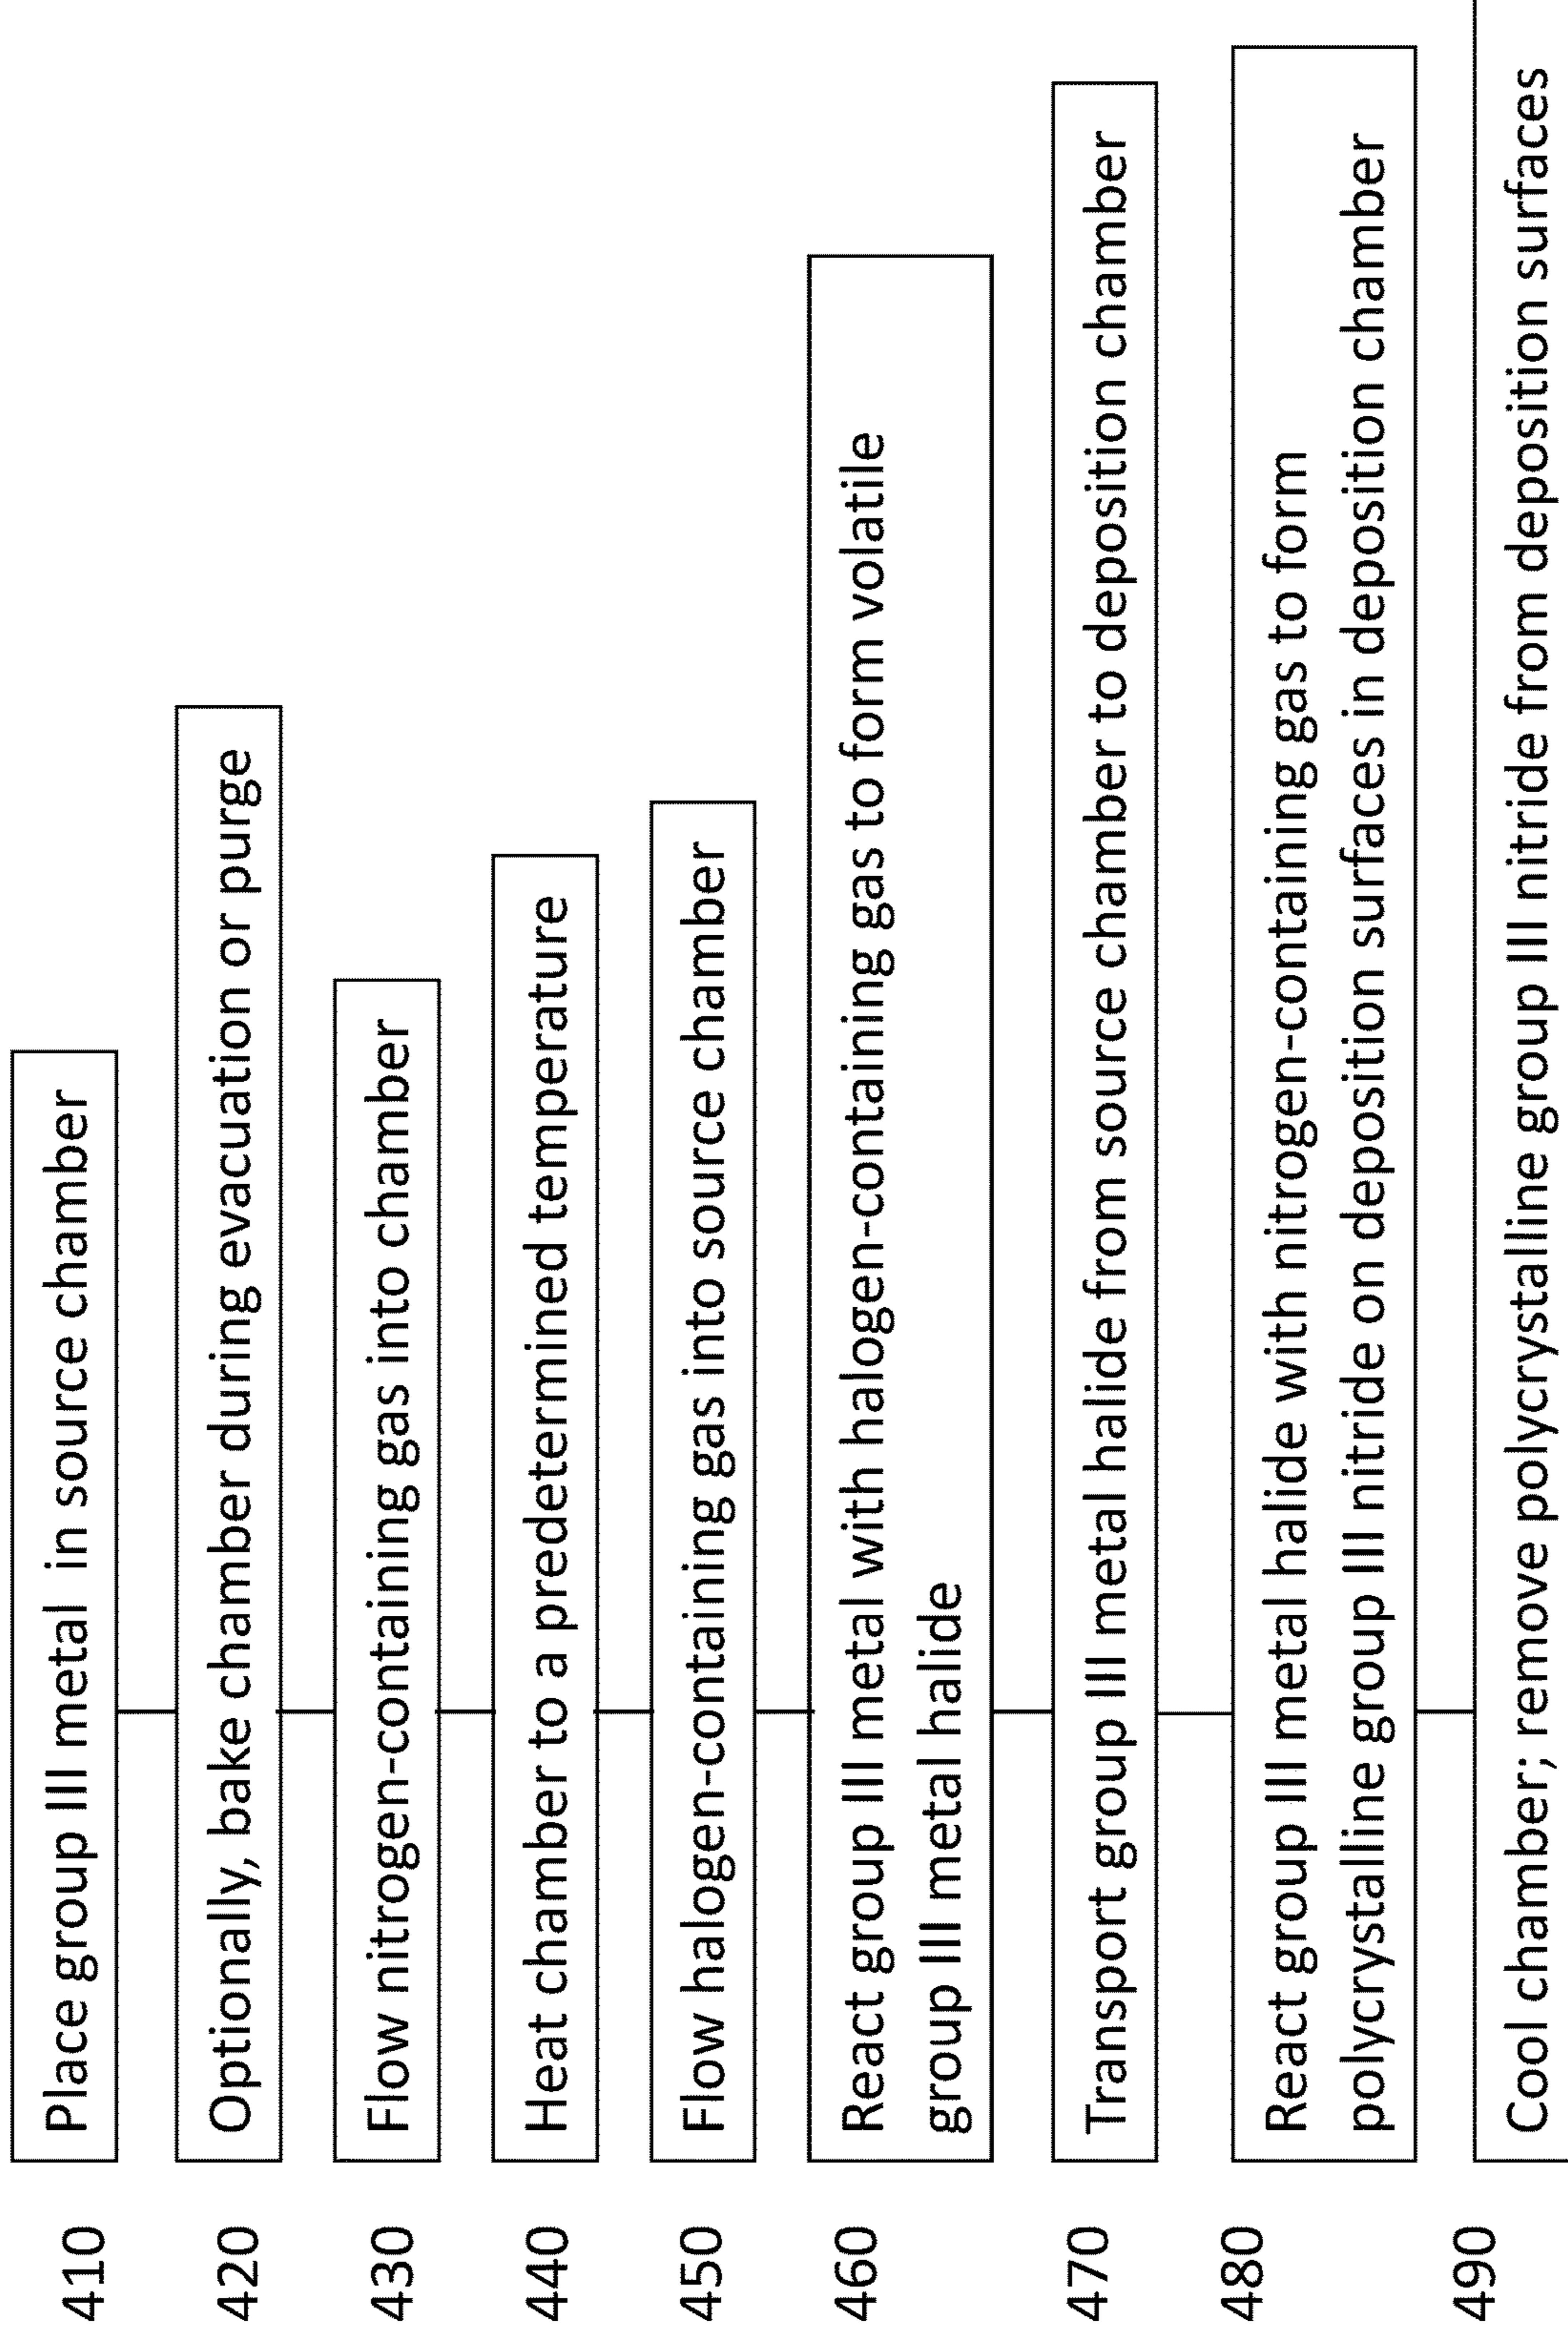 410 Place group III metal in source chamber
420 Optionally, bake chamber during evacuation or purge
430 Flow nitrogen-containing gas into chamber
440 Heat chamber to a predetermined temperature
450 Flow halogen-containing gas into source chamber
460 React group III metal with halogen-containing gas to form volatile
group III metal halide
470 Transport group III metal halide from source chamber to deposition chamber
480 React group III metal halide with nitrogen-containing gas to form
polycrystalline group III nitride on deposition surfaces in deposition chamber
490 Cool chamber; remove polycrystalline group III nitride from deposition surfaces